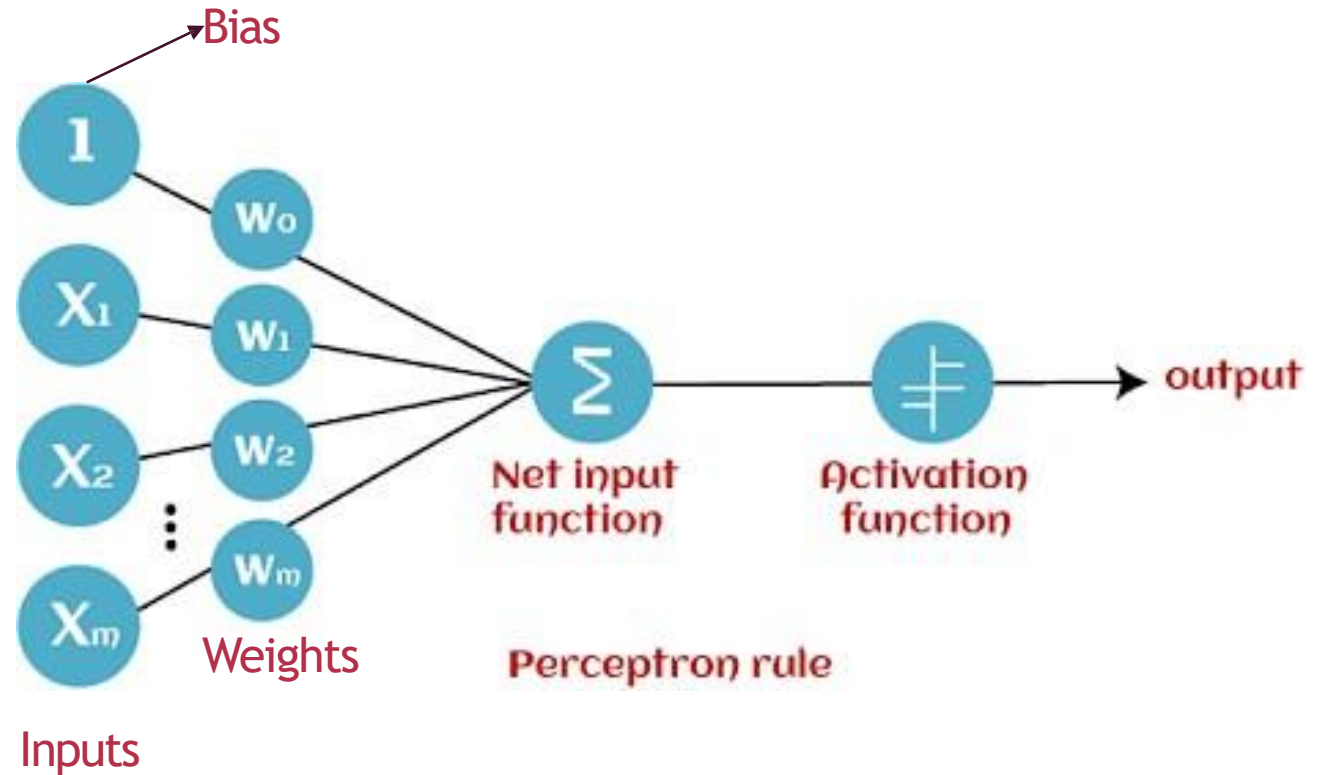 Bias
1
W0
X1
W1
X2
W2
Xm
Wm
Σ
Net input
function
Activation
function
output
Weights
Perceptron rule
Inputs